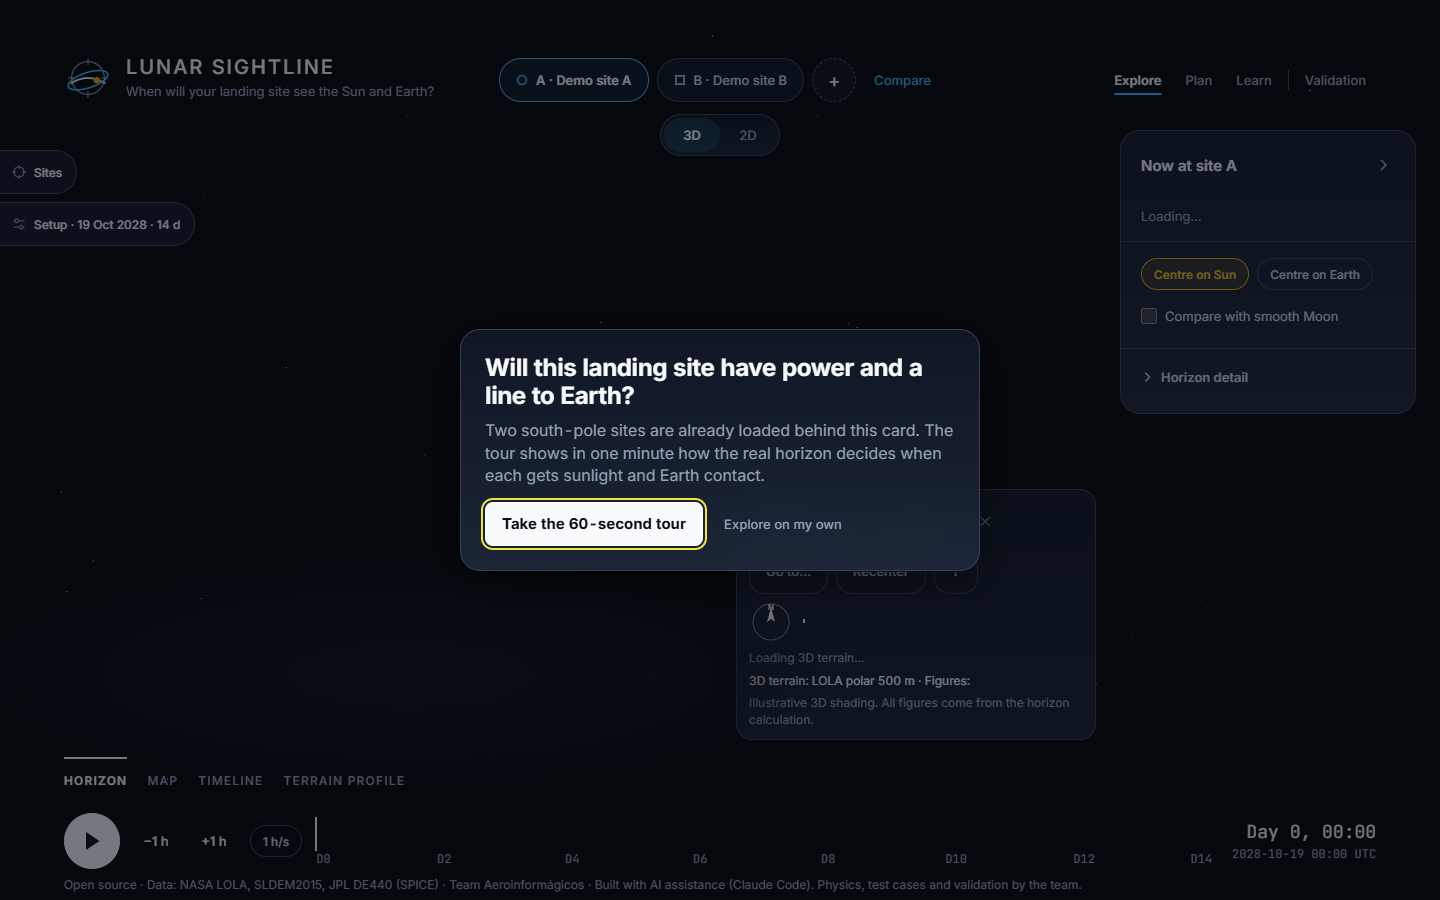 LUNAR SIGHTLINE
When will your landing site see the Sun and Earth?
A · Demo site A
B · Demo site B
+
Compare
Explore
Plan
Learn
Validation
3D
2D
Sites
Setup · 19 Oct 2028 · 14 d
Now at site A
Loading...
Centre on Sun
Centre on Earth
Compare with smooth Moon
Horizon detail
Will this landing site have power and a
line to Earth?
Two south-pole sites are already loaded behind this card. The
tour shows in one minute how the real horizon decides when
each gets sunlight and Earth contact.
Take the 60-second tour
Explore on my own
Go to...
Recenter
?
N
Loading 3D terrain...
3D terrain: LOLA polar 500 m · Figures:
Illustrative 3D shading. All figures come from the horizon
calculation.
HORIZON
MAP
TIMELINE
TERRAIN PROFILE
−1 h
+1 h
1 h/s
D0
D2
D4
D6
D8
D10
D12
D14
Day 0, 00:00
2028-10-19 00:00 UTC
Open source · Data: NASA LOLA, SLDEM2015, JPL DE440 (SPICE) · Team Aeroinformágicos · Built with AI assistance (Claude Code). Physics, test cases and validation by the team.